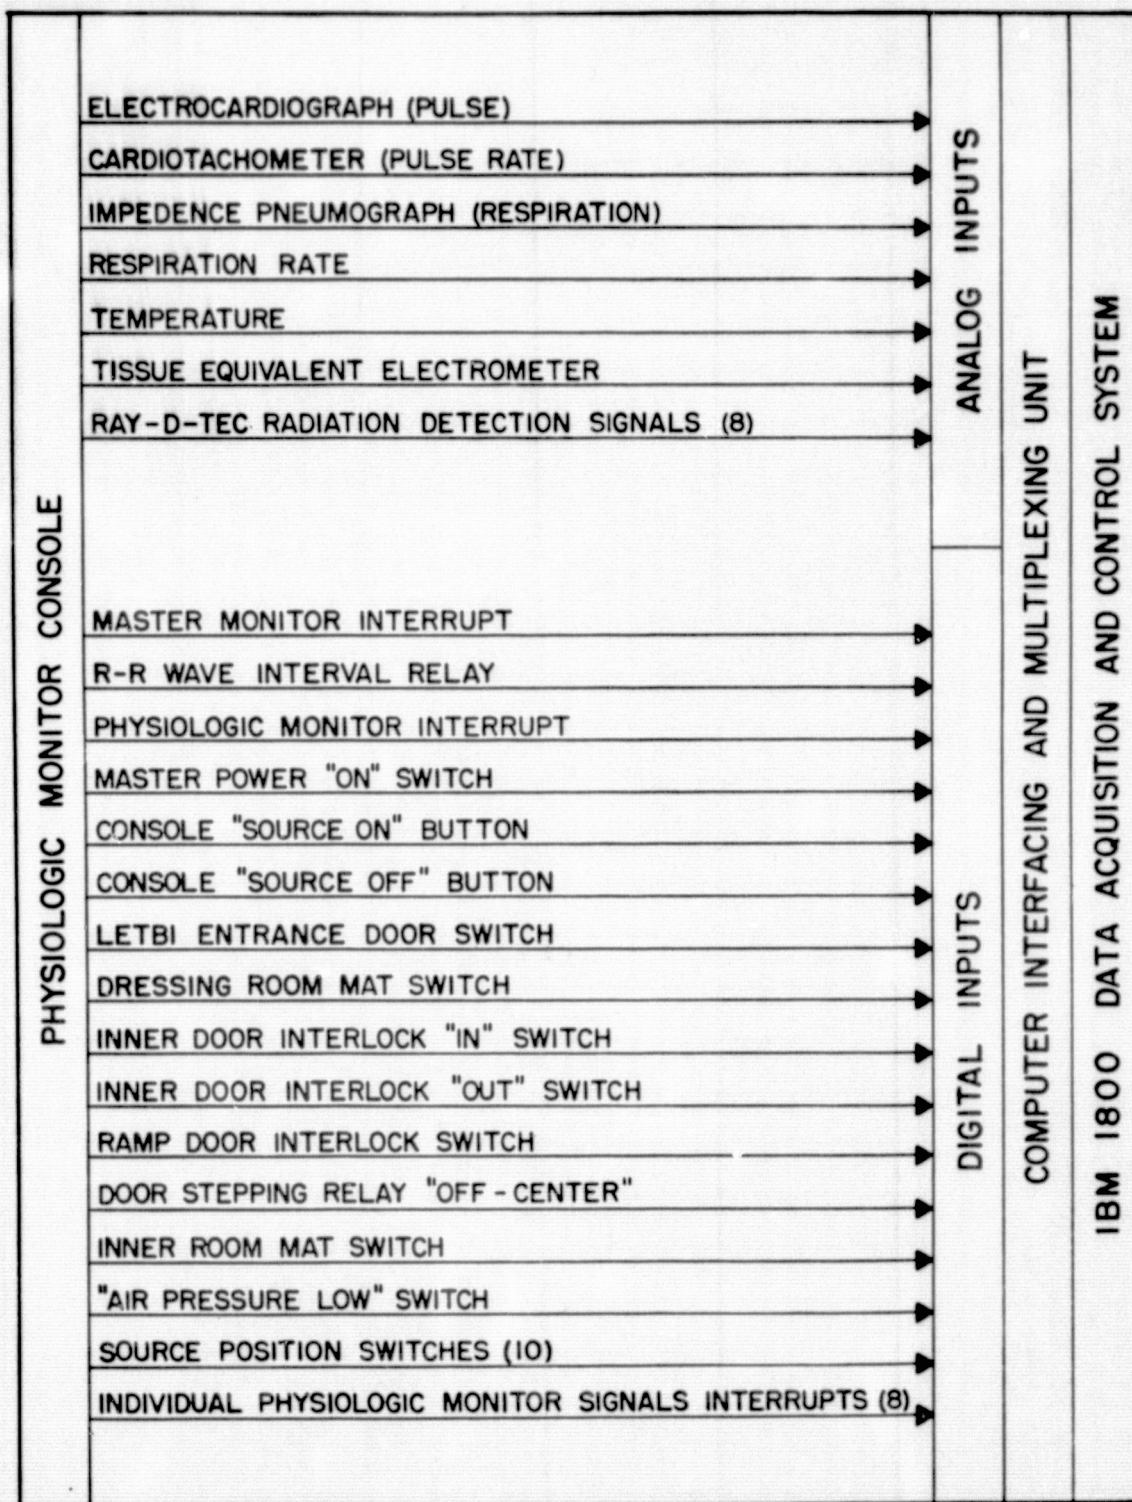 PHYSIOLOGIC MONITOR CONSOLE
ELECTROCARDIOGRAPH (PULSE)
CARDIOTACHOMETER (PULSE RATE)
IMPEDENCE PNEUMOGRAPH (RESPIRATION)
RESPIRATION RATE
TEMPERATURE
TISSUE EQUIVALENT ELECTROMETER
RAY-D-TEC RADIATION DETECTION SIGNALS (8)
MASTER MONITOR INTERRUPT
R-R WAVE INTERVAL RELAY
PHYSIOLOGIC MONITOR INTERRUPT
MASTER POWER "ON" SWITCH
CONSOLE "SOURCE ON" BUTTON
CONSOLE "SOURCE OFF" BUTTON
LETBI ENTRANCE DOOR SWITCH
DRESSING ROOM MAT SWITCH
INNER DOOR INTERLOCK "IN" SWITCH
INNER DOOR INTERLOCK "OUT" SWITCH
RAMP DOOR INTERLOCK SWITCH
DOOR STEPPING RELAY "OFF-CENTER"
INNER ROOM MAT SWITCH
"AIR PRESSURE LOW" SWITCH
SOURCE POSITION SWITCHES (10)
INDIVIDUAL PHYSIOLOGIC MONITOR SIGNALS INTERRUPTS (8)
ANALOG INPUTS
DIGITAL INPUTS
COMPUTER INTERFACING AND MULTIPLEXING UNIT
IBM 1800 DATA ACQUISITION AND CONTROL SYSTEM